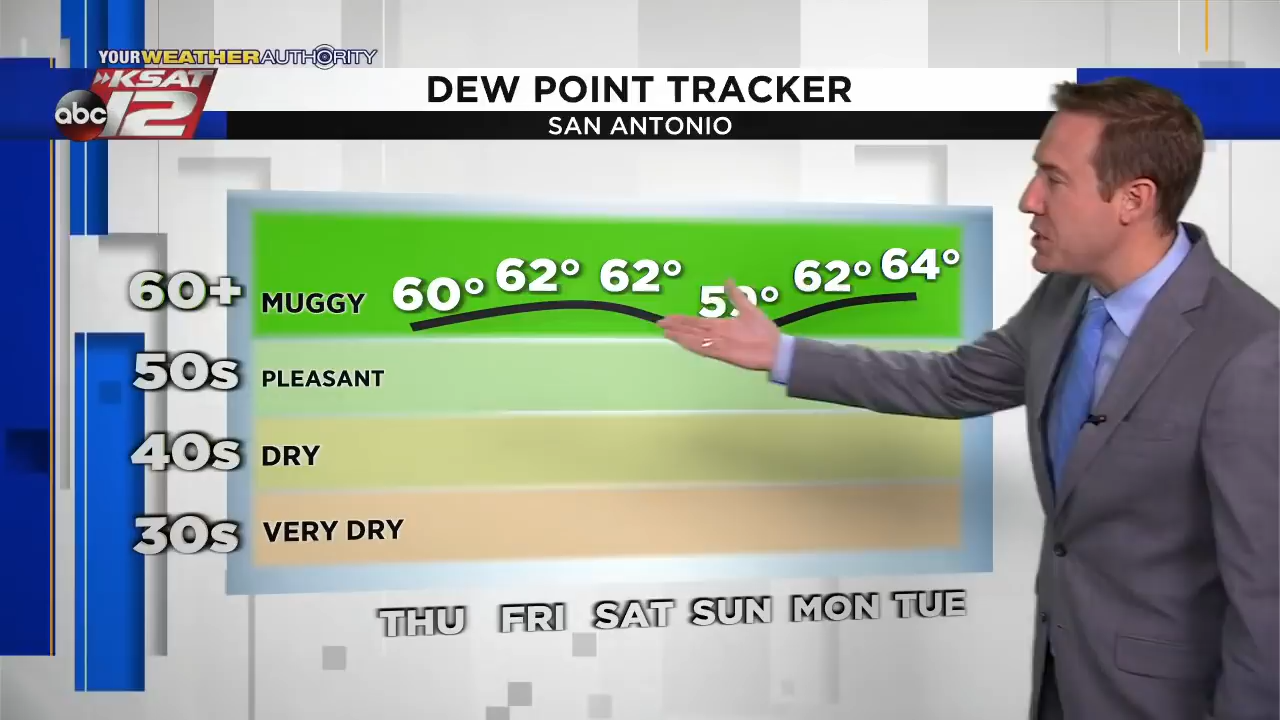 YOUR WEATHER AUTHORITY
KSAT
abc 12
DEW POINT TRACKER
SAN ANTONIO
60+ MUGGY 60° 62° 62° 59° 62° 64°
50s PLEASANT
40s DRY
30s VERY DRY
THU FRI SAT SUN MON TUE